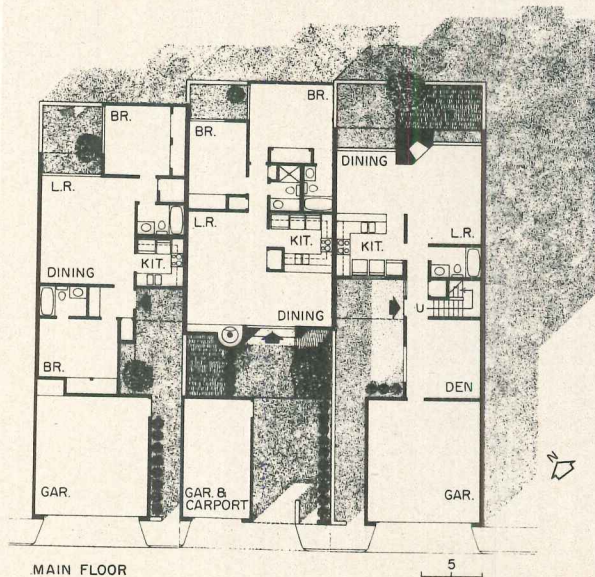 BR.
L.R.
KIT.
DINING
BR.
GAR.
BR.
BR.
L.R.
KIT.
DINING
GAR. &
CARPORT
DINING
L.R.
KIT.
U
DEN
GAR.
N
MAIN FLOOR
5